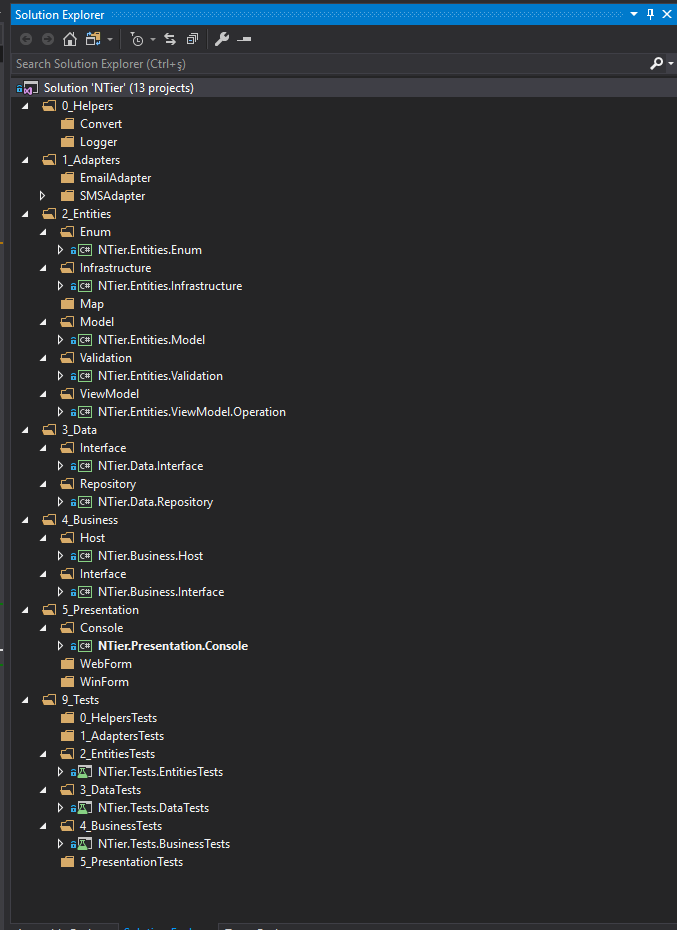 Solution Explorer
Search Solution Explorer (Ctrl+ş)
Solution 'NTier' (13 projects)
0_Helpers
Convert
Logger
1_Adapters
EmailAdapter
SMSAdapter
2_Entities
Enum
C# NTier.Entities.Enum
Infrastructure
C# NTier.Entities.Infrastructure
Map
Model
C# NTier.Entities.Model
Validation
C# NTier.Entities.Validation
ViewModel
C# NTier.Entities.ViewModel.Operation
3_Data
Interface
C# NTier.Data.Interface
Repository
C# NTier.Data.Repository
4_Business
Host
C# NTier.Business.Host
Interface
C# NTier.Business.Interface
5_Presentation
Console
C# NTier.Presentation.Console
WebForm
WinForm
9_Tests
0_HelpersTests
1_AdaptersTests
2_EntitiesTests
NTier.Tests.EntitiesTests
3_DataTests
NTier.Tests.DataTests
4_BusinessTests
NTier.Tests.BusinessTests
5_PresentationTests